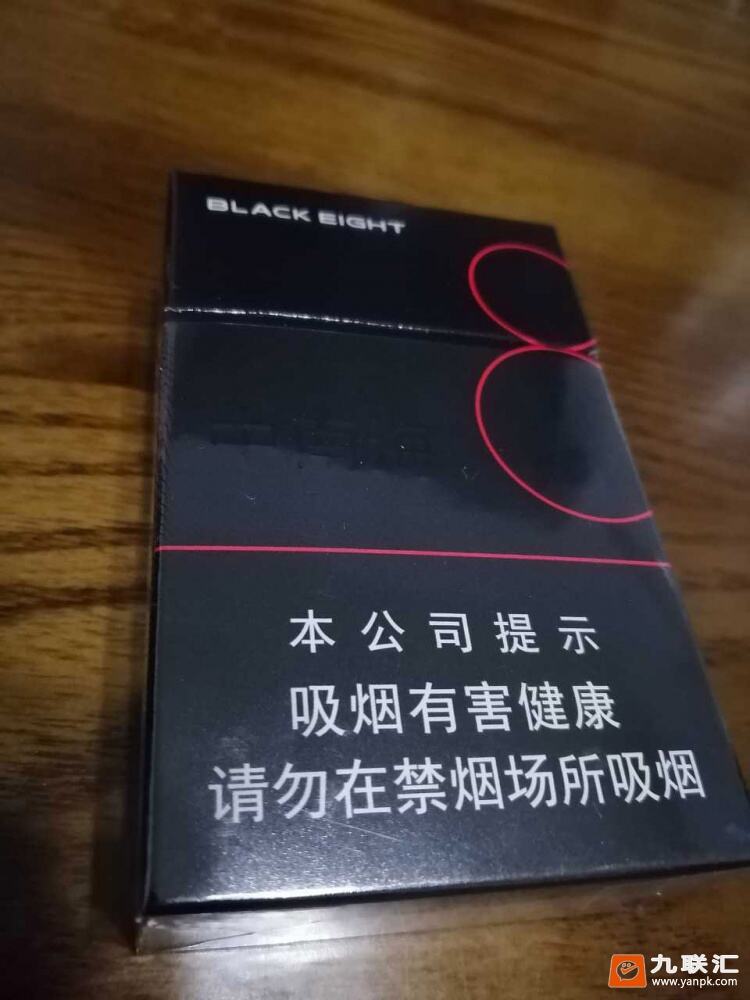 BLACK EIGHT
本公司提示
吸烟有害健康
请勿在禁烟场所吸烟
九联汇
www.yanpk.com